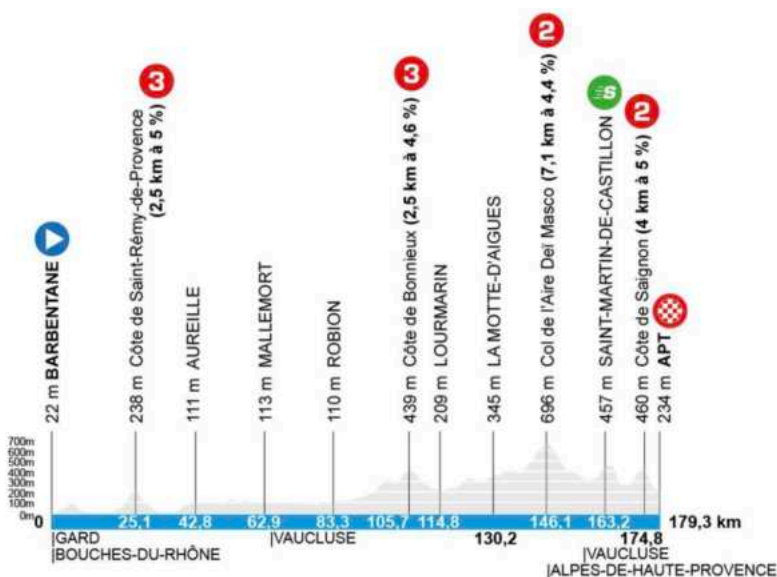 3
3
2
S
2
22 m BARBENTANE
238 m Côte de Saint-Rémy-de-Provence
(2,5 km à 5 %)
111 m AUREILLE
113 m MALLEMORT
110 m ROBION
439 m Côte de Bonnieux (2,5 km à 4,6 %)
209 m LOURMARIN
345 m LA MOTTE-D'AIGUES
696 m Col de l'Aire Deï Masco (7,1 km à 4,4 %)
457 m SAINT-MARTIN-DE-CASTILLON
460 m Côte de Saignon (4 km à 5 %)
234 m APT
700m
600m
500m
400m
300m
200m
100m
0m
0 25,1 42,8 62,9 83,3 105,7 114,8 130,2 146,1 163,2 174,8 179,3 km
GARD
BOUCHES-DU-RHÔNE
VAUCLUSE
VAUCLUSE
ALPES-DE-HAUTE-PROVENCE